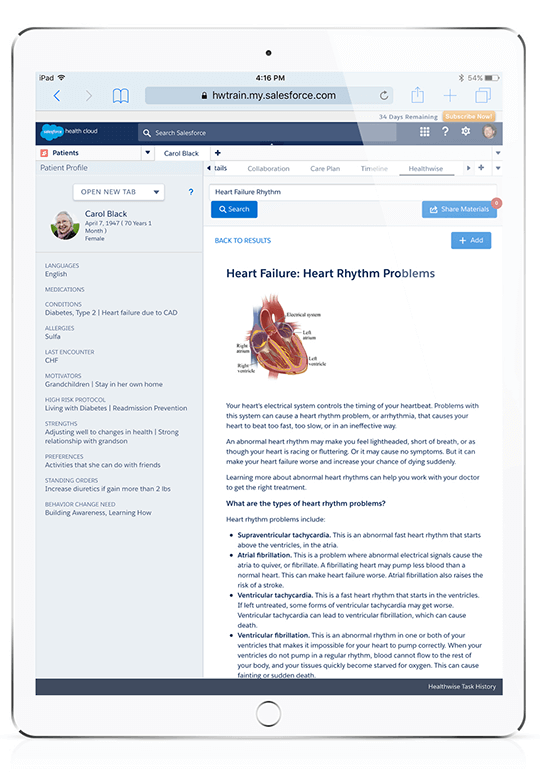 iPad 4:16 PM 54%
hwtrain.my.salesforce.com
34 Days Remaining Subscribe Now!
salesforce health cloud Search Salesforce ?
Patients Carol Black +
Patient Profile
tails Collaboration Care Plan Timeline Healthwise +
OPEN NEW TAB ?
Carol Black
April 7, 1947 ( 70 Years 1
Month )
Female
LANGUAGES
English
MEDICATIONS
CONDITIONS
Diabetes, Type 2 | Heart failure due to CAD
ALLERGIES
Sulfa
LAST ENCOUNTER
CHF
MOTIVATORS
Grandchildren | Stay in her own home
HIGH RISK PROTOCOL
Living with Diabetes | Readmission Prevention
STRENGTHS
Adjusting well to changes in health | Strong
relationship with grandson
PREFERENCES
Activities that she can do with friends
STANDING ORDERS
Increase diuretics if gain more than 2 lbs
BEHAVIOR CHANGE NEED
Building Awareness, Learning How
Heart Failure Rhythm
Search
Share Materials 0
BACK TO RESULTS
+ Add
Heart Failure: Heart Rhythm Problems
Electrical system
Left
atrium
Right
atrium
Left
ventricle
Right
ventricle
Your heart's electrical system controls the timing of your heartbeat. Problems with
this system can cause a heart rhythm problem, or arrhythmia, that causes your
heart to beat too fast, too slow, or in an ineffective way.
An abnormal heart rhythm may make you feel lightheaded, short of breath, or as
though your heart is racing or fluttering. Or it may cause no symptoms. But it can
make your heart failure worse and increase your chance of dying suddenly.
Learning more about abnormal heart rhythms can help you work with your doctor
to get the right treatment.
What are the types of heart rhythm problems?
Heart rhythm problems include:
• Supraventricular tachycardia. This is an abnormal fast heart rhythm that starts
above the ventricles, in the atria.
• Atrial fibrillation. This is a problem where abnormal electrical signals cause the
atria to quiver, or fibrillate. A fibrillating heart may pump less blood than a
normal heart. This can make heart failure worse. Atrial fibrillation also raises the
risk of a stroke.
• Ventricular tachycardia. This is a fast heart rhythm that starts in the ventricles.
If left untreated, some forms of ventricular tachycardia may get worse.
Ventricular tachycardia can lead to ventricular fibrillation, which can cause
death.
• Ventricular fibrillation. This is an abnormal rhythm in one or both of your
ventricles that makes it impossible for your heart to pump correctly. When your
ventricles do not pump in a regular rhythm, blood cannot flow to the rest of
your body, and your tissues quickly become starved for oxygen. This can cause
fainting or sudden death.
Healthwise Task History